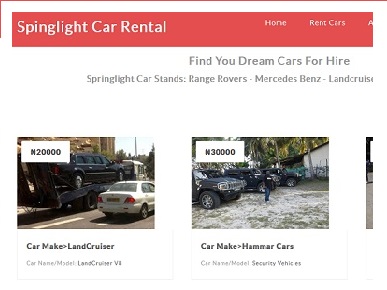 Spinglight Car Rental
Home Rent Cars A
Find You Dream Cars For Hire
Springlight Car Stands: Range Rovers - Mercedes Benz - Landcruise
₦20000
₦30000
Car Make>LandCruiser
Car Make>Hammar Cars
Car Name/Model: LandCruiser V8
Car Name/Model: Security Vehicles